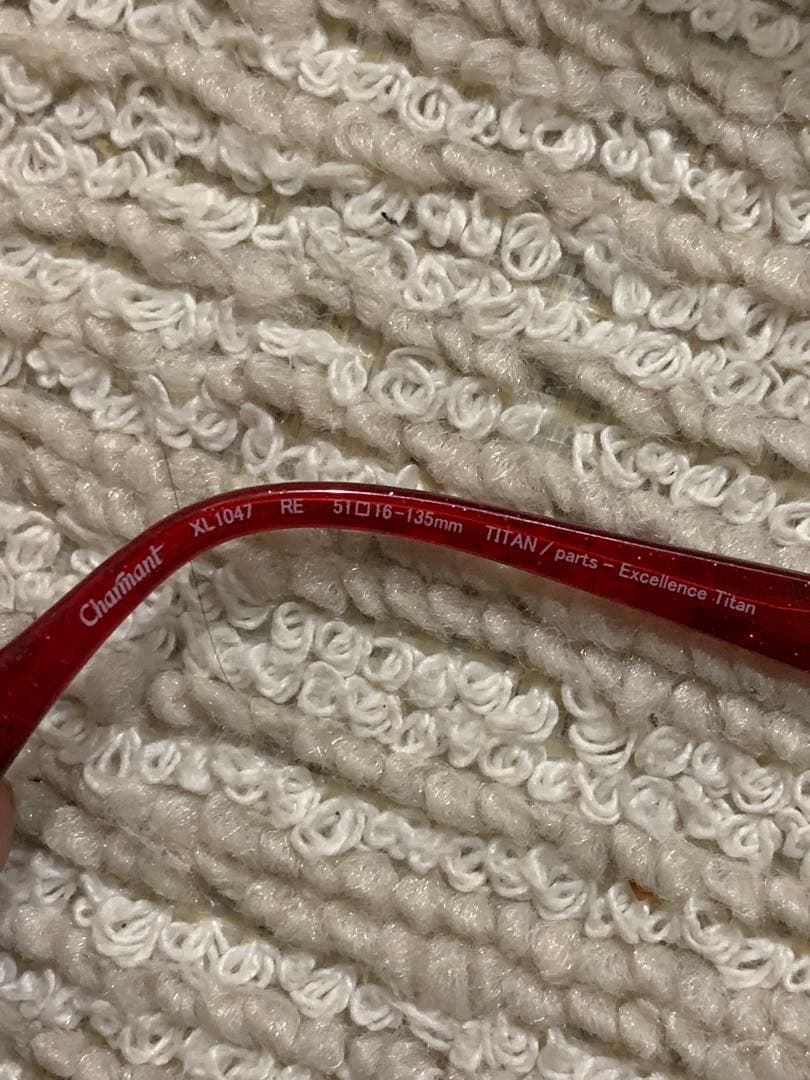 Charmant XL1047 RE 51□16-135mm TITAN / parts - Excellence Titan